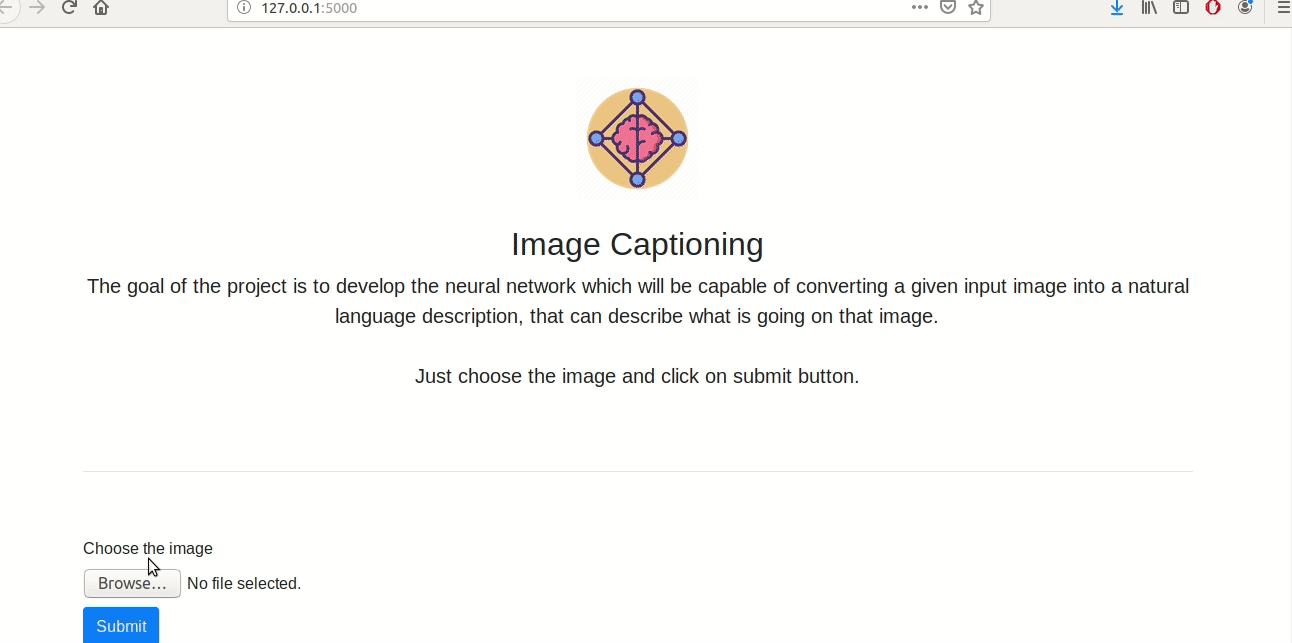 127.0.0.1:5000
Image Captioning
The goal of the project is to develop the neural network which will be capable of converting a given input image into a natural
language description, that can describe what is going on that image.
Just choose the image and click on submit button.
Choose the image
Browse... No file selected.
Submit